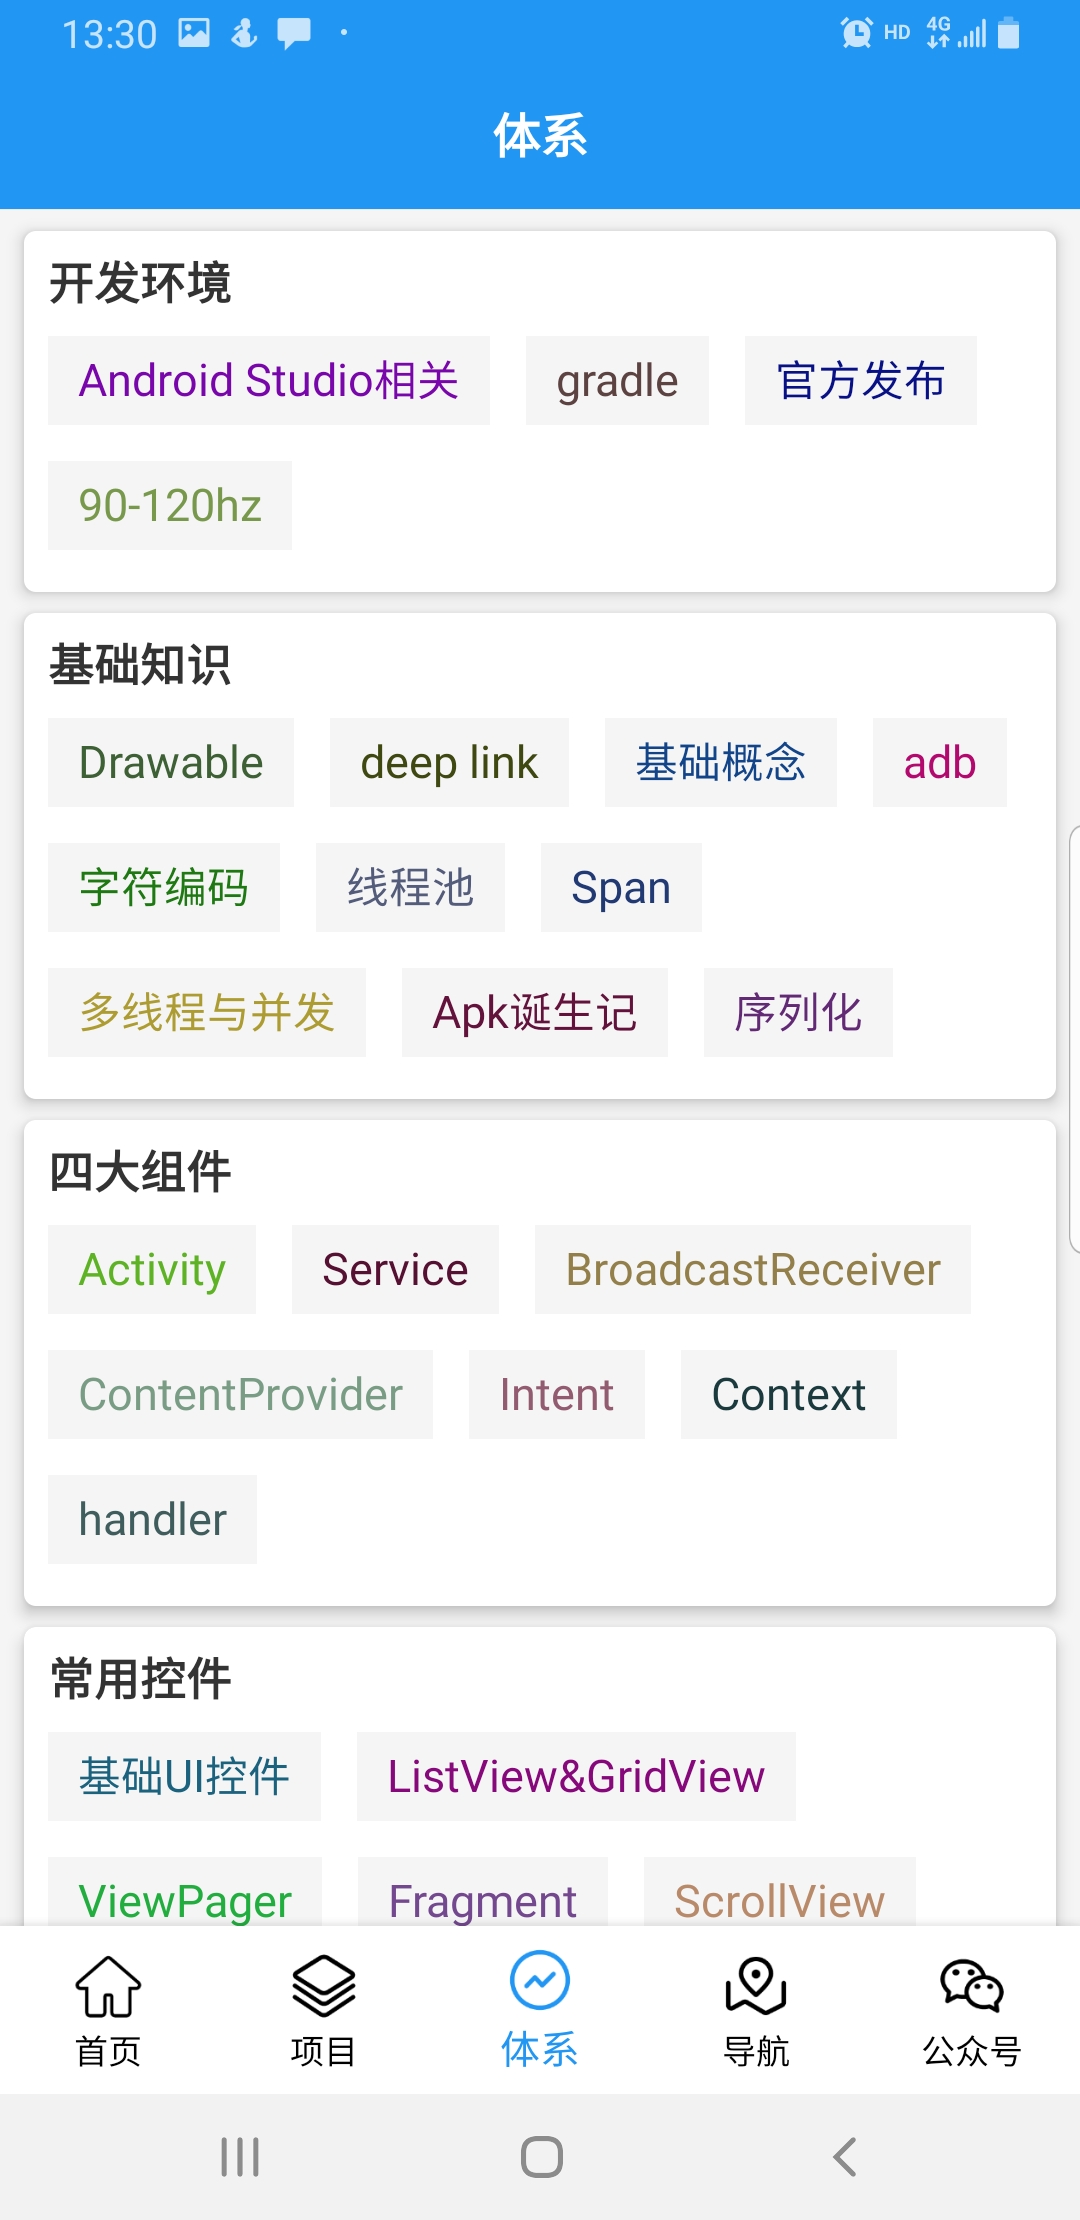 13:30 HD 4G
体系
开发环境
Android Studio相关 gradle 官方发布
90-120hz
基础知识
Drawable deep link 基础概念 adb
字符编码 线程池 Span
多线程与并发 Apk诞生记 序列化
四大组件
Activity Service BroadcastReceiver
ContentProvider Intent Context
handler
常用控件
基础UI控件 ListView&GridView
ViewPager Fragment ScrollView
首页 项目 体系 导航 公众号